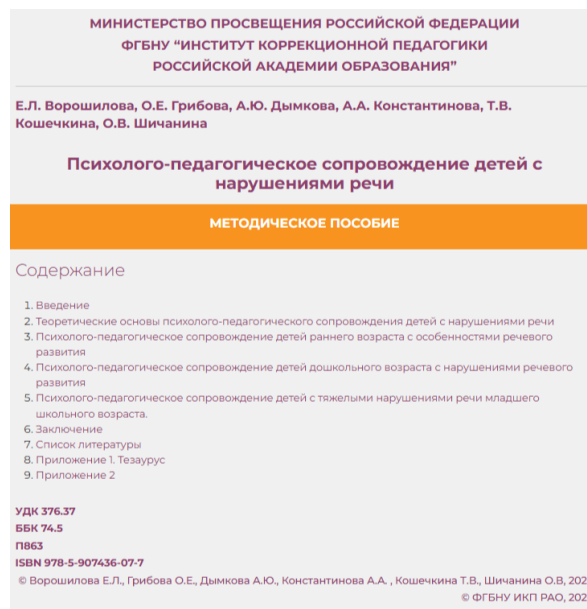 МИНИСТЕРСТВО ПРОСВЕЩЕНИЯ РОССИЙСКОЙ ФЕДЕРАЦИИ
ФГБНУ “ИНСТИТУТ КОРРЕКЦИОННОЙ ПЕДАГОГИКИ
РОССИЙСКОЙ АКАДЕМИИ ОБРАЗОВАНИЯ”
Е.Л. Ворошилова, О.Е. Грибова, А.Ю. Дымкова, А.А. Константинова, Т.В.
Кошечкина, О.В. Шичанина
Психолого-педагогическое сопровождение детей с
нарушениями речи
МЕТОДИЧЕСКОЕ ПОСОБИЕ
Содержание
1. Введение
2. Теоретические основы психолого-педагогического сопровождения детей с нарушениями речи
3. Психолого-педагогическое сопровождение детей раннего возраста с особенностями речевого
развития
4. Психолого-педагогическое сопровождение детей дошкольного возраста с нарушениями речевого
развития
5. Психолого-педагогическое сопровождение детей с тяжелыми нарушениями речи младшего
школьного возраста.
6. Заключение
7. Список литературы
8. Приложение 1. Тезаурус
9. Приложение 2
УДК 376.37
ББК 74.5
П863
ISBN 978-5-907436-07-7
© Ворошилова Е.Л., Грибова О.Е., Дымкова А.Ю., Константинова А.А. , Кошечкина Т.В., Шичанина О.В, 202
© ФГБНУ ИКП РАО, 202